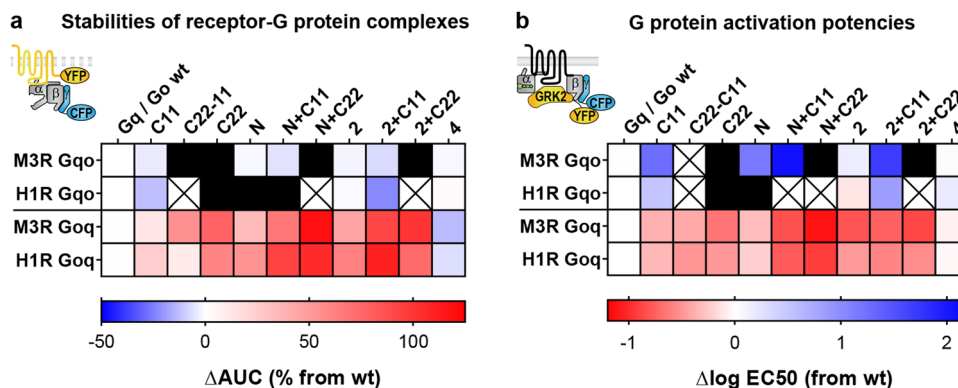 a Stabilities of receptor-G protein complexes
YFP
α β
CFP
Gq / Go wt
C11
C22-11
C22
N
N+C11
N+C22
2
2+C11
2+C22
4
M3R Gqo
H1R Gqo
M3R Goq
H1R Goq
-50 0 50 100
ΔAUC (% from wt)
b G protein activation potencies
α β
GRK2
CFP
YFP
Gq / Go wt
C11
C22-C11
C22
N
N+C11
N+C22
2
2+C11
2+C22
4
M3R Gqo
H1R Gqo
M3R Goq
H1R Goq
-1 0 1 2
Δlog EC50 (from wt)